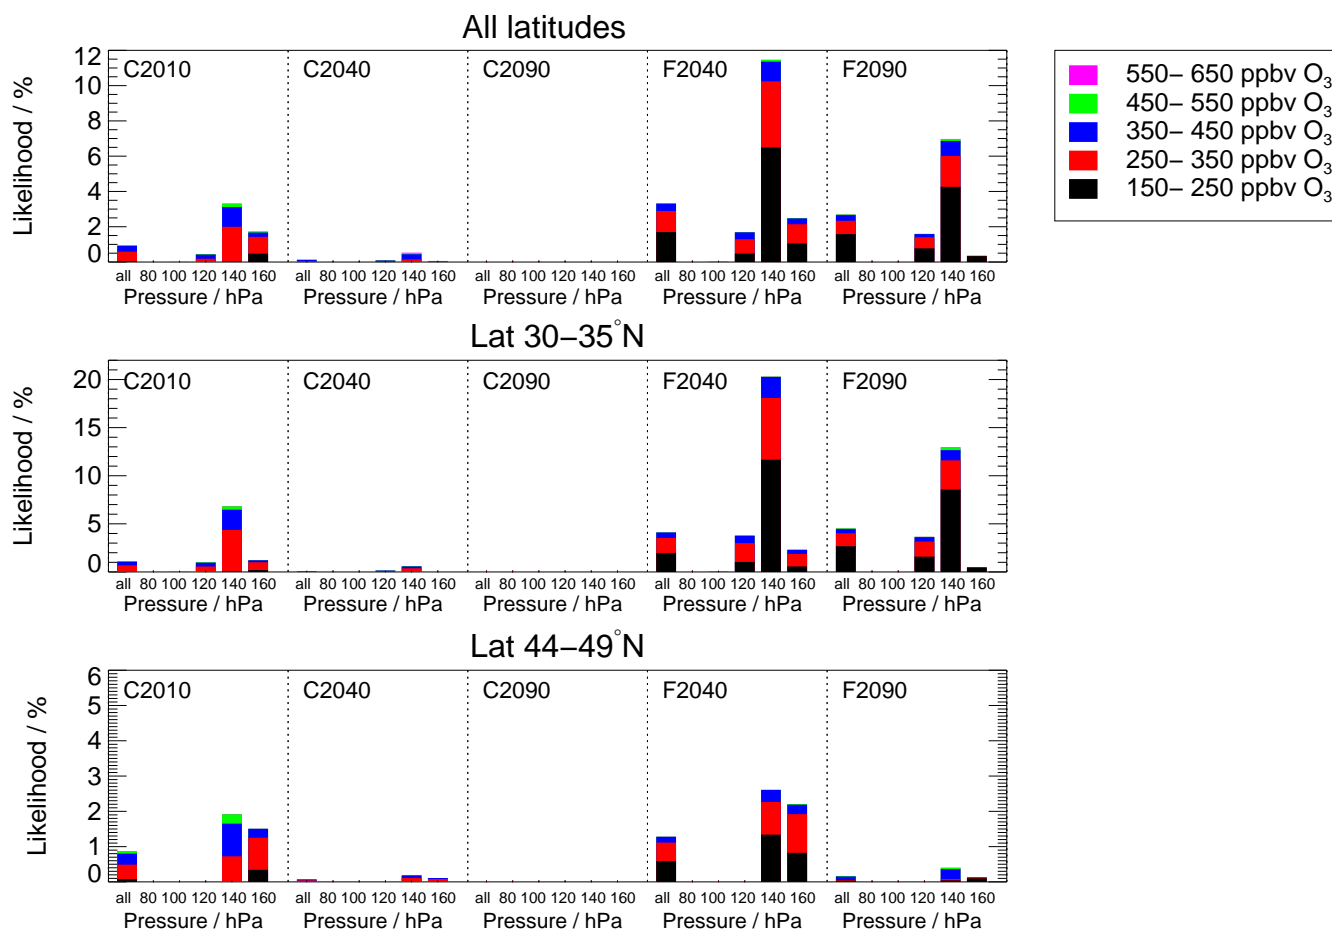 All latitudes
Likelihood / %
12
10
8
6
4
2
0
C2010
C2040
C2090
F2040
F2090
all 80 100 120 140 160
all 80 100 120 140 160
all 80 100 120 140 160
all 80 100 120 140 160
all 80 100 120 140 160
Pressure / hPa
Pressure / hPa
Pressure / hPa
Pressure / hPa
Pressure / hPa
550− 650 ppbv O₃
450− 550 ppbv O₃
350− 450 ppbv O₃
250− 350 ppbv O₃
150− 250 ppbv O₃
Lat 30−35°N
Likelihood / %
20
15
10
5
0
C2010
C2040
C2090
F2040
F2090
all 80 100 120 140 160
all 80 100 120 140 160
all 80 100 120 140 160
all 80 100 120 140 160
all 80 100 120 140 160
Pressure / hPa
Pressure / hPa
Pressure / hPa
Pressure / hPa
Pressure / hPa
Lat 44−49°N
Likelihood / %
6
5
4
3
2
1
0
C2010
C2040
C2090
F2040
F2090
all 80 100 120 140 160
all 80 100 120 140 160
all 80 100 120 140 160
all 80 100 120 140 160
all 80 100 120 140 160
Pressure / hPa
Pressure / hPa
Pressure / hPa
Pressure / hPa
Pressure / hPa